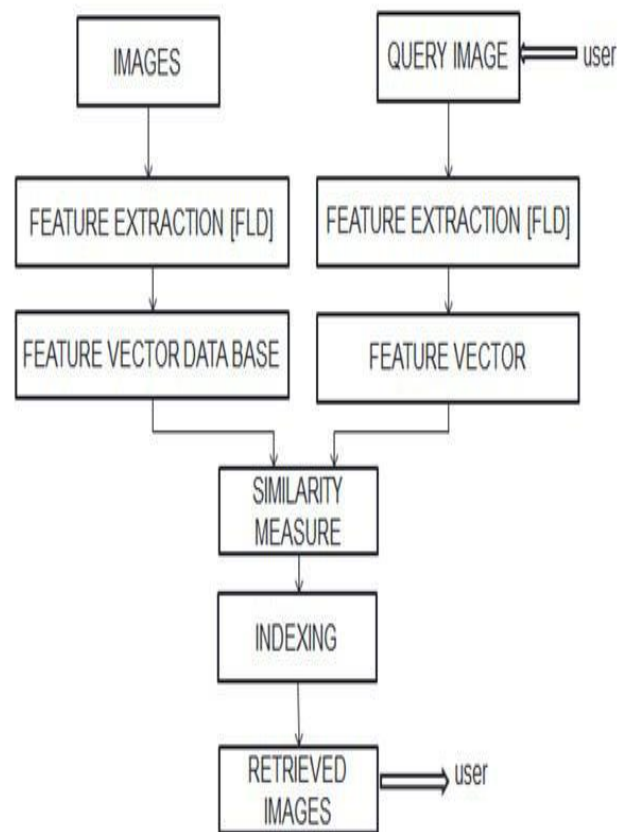 IMAGES
QUERY IMAGE
user
FEATURE EXTRACTION [FLD]
FEATURE EXTRACTION [FLD]
FEATURE VECTOR DATA BASE
FEATURE VECTOR
SIMILARITY
MEASURE
INDEXING
RETRIEVED
IMAGES
user